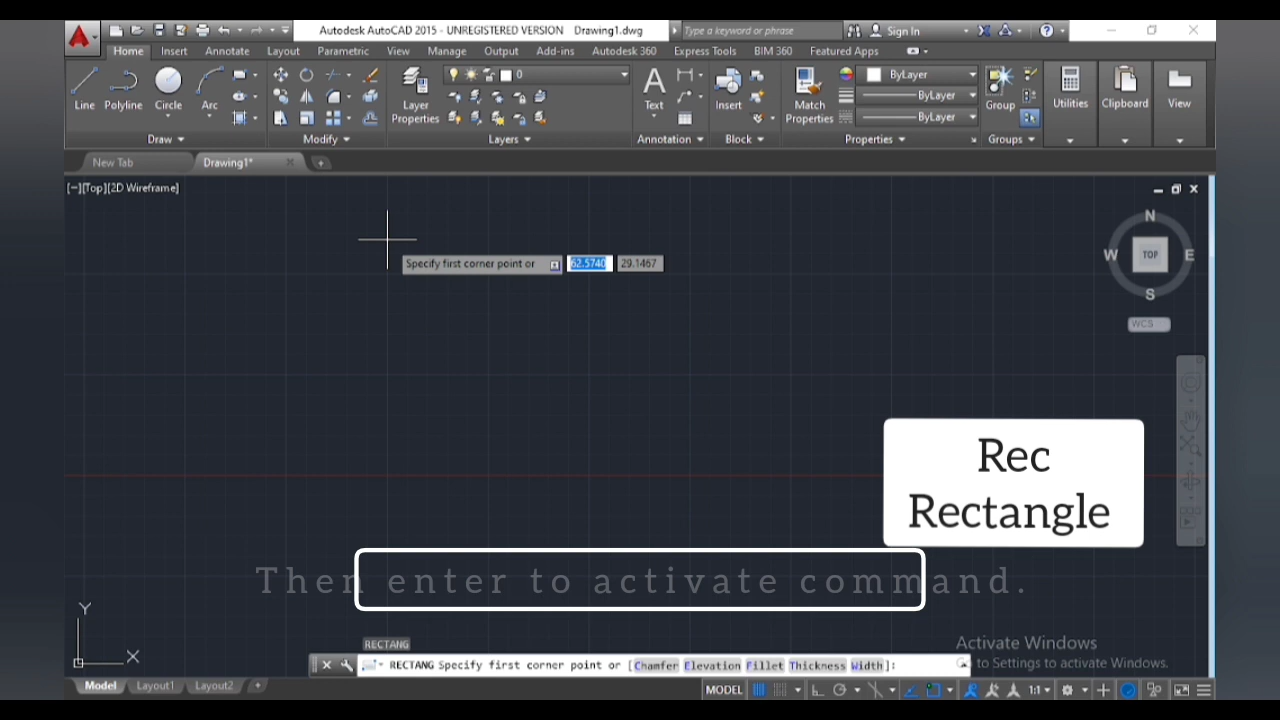 Autodesk AutoCAD 2015 - UNREGISTERED VERSION Drawing1.dwg
Type a keyword or phrase
Sign In
Home Insert Annotate Layout Parametric View Manage Output Add-ins Autodesk 360 Express Tools BIM 360 Featured Apps
Line Polyline Circle Arc
Draw
Modify
Layer
Properties
0
Layers
Text
Annotation
Insert
Block
Match
Properties
ByLayer
ByLayer
ByLayer
Properties
Group
Groups
Utilities
Clipboard
View
New Tab
Drawing1*
[−][Top][2D Wireframe]
Specify first corner point or 62.5740 29.1467
N
W TOP E
S
WCS
Rec
Rectangle
Then enter to activate command.
Y
X
RECTANG
RECTANG Specify first corner point or [Chamfer Elevation Fillet Thickness Width]:
Activate Windows
Go to Settings to activate Windows.
Model Layout1 Layout2 +
MODEL
1:1